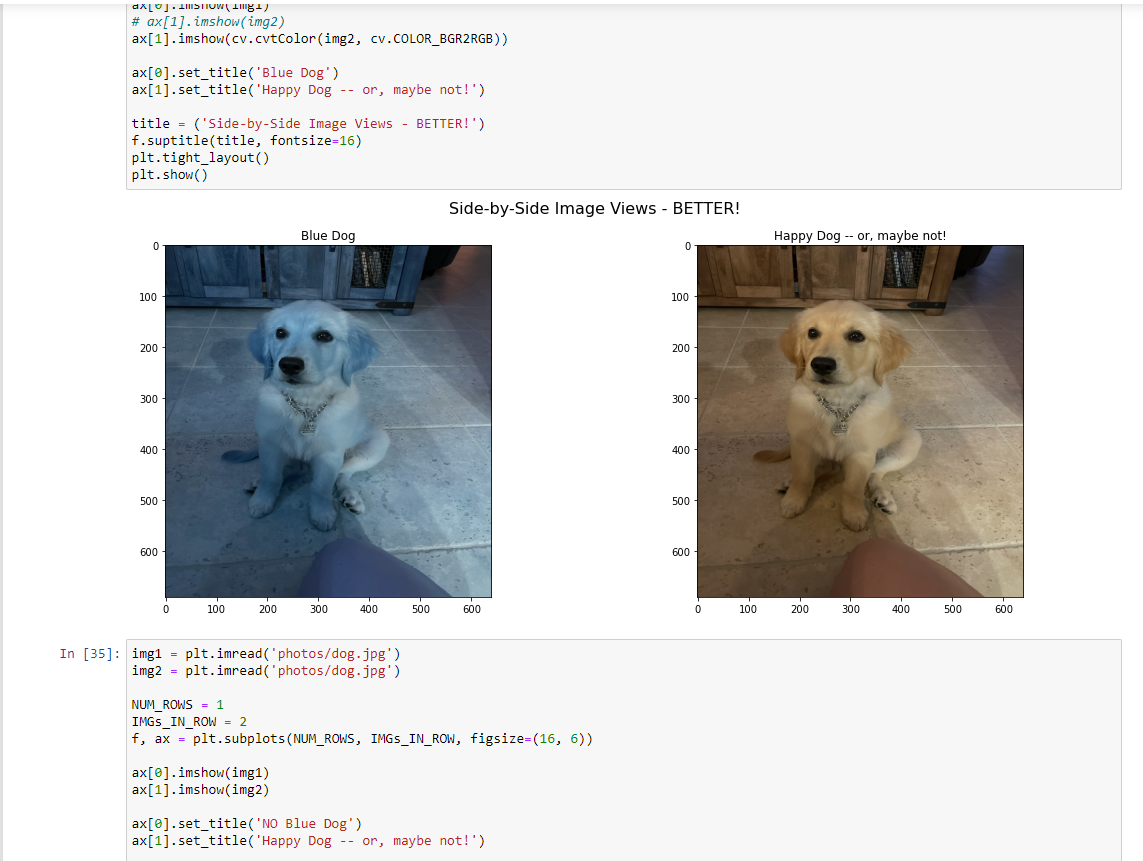 ax[0].imshow(img1)
# ax[1].imshow(img2)
ax[1].imshow(cv.cvtColor(img2, cv.COLOR_BGR2RGB))
ax[0].set_title('Blue Dog')
ax[1].set_title('Happy Dog -- or, maybe not!')
title = ('Side-by-Side Image Views - BETTER!')
f.suptitle(title, fontsize=16)
plt.tight_layout()
plt.show()
Side-by-Side Image Views - BETTER!
Blue Dog
0
100
200
300
400
500
600
0 100 200 300 400 500 600
Happy Dog -- or, maybe not!
0
100
200
300
400
500
600
0 100 200 300 400 500 600
In [35]: img1 = plt.imread('photos/dog.jpg')
img2 = plt.imread('photos/dog.jpg')
NUM_ROWS = 1
IMGs_IN_ROW = 2
f, ax = plt.subplots(NUM_ROWS, IMGs_IN_ROW, figsize=(16, 6))
ax[0].imshow(img1)
ax[1].imshow(img2)
ax[0].set_title('NO Blue Dog')
ax[1].set_title('Happy Dog -- or, maybe not!')